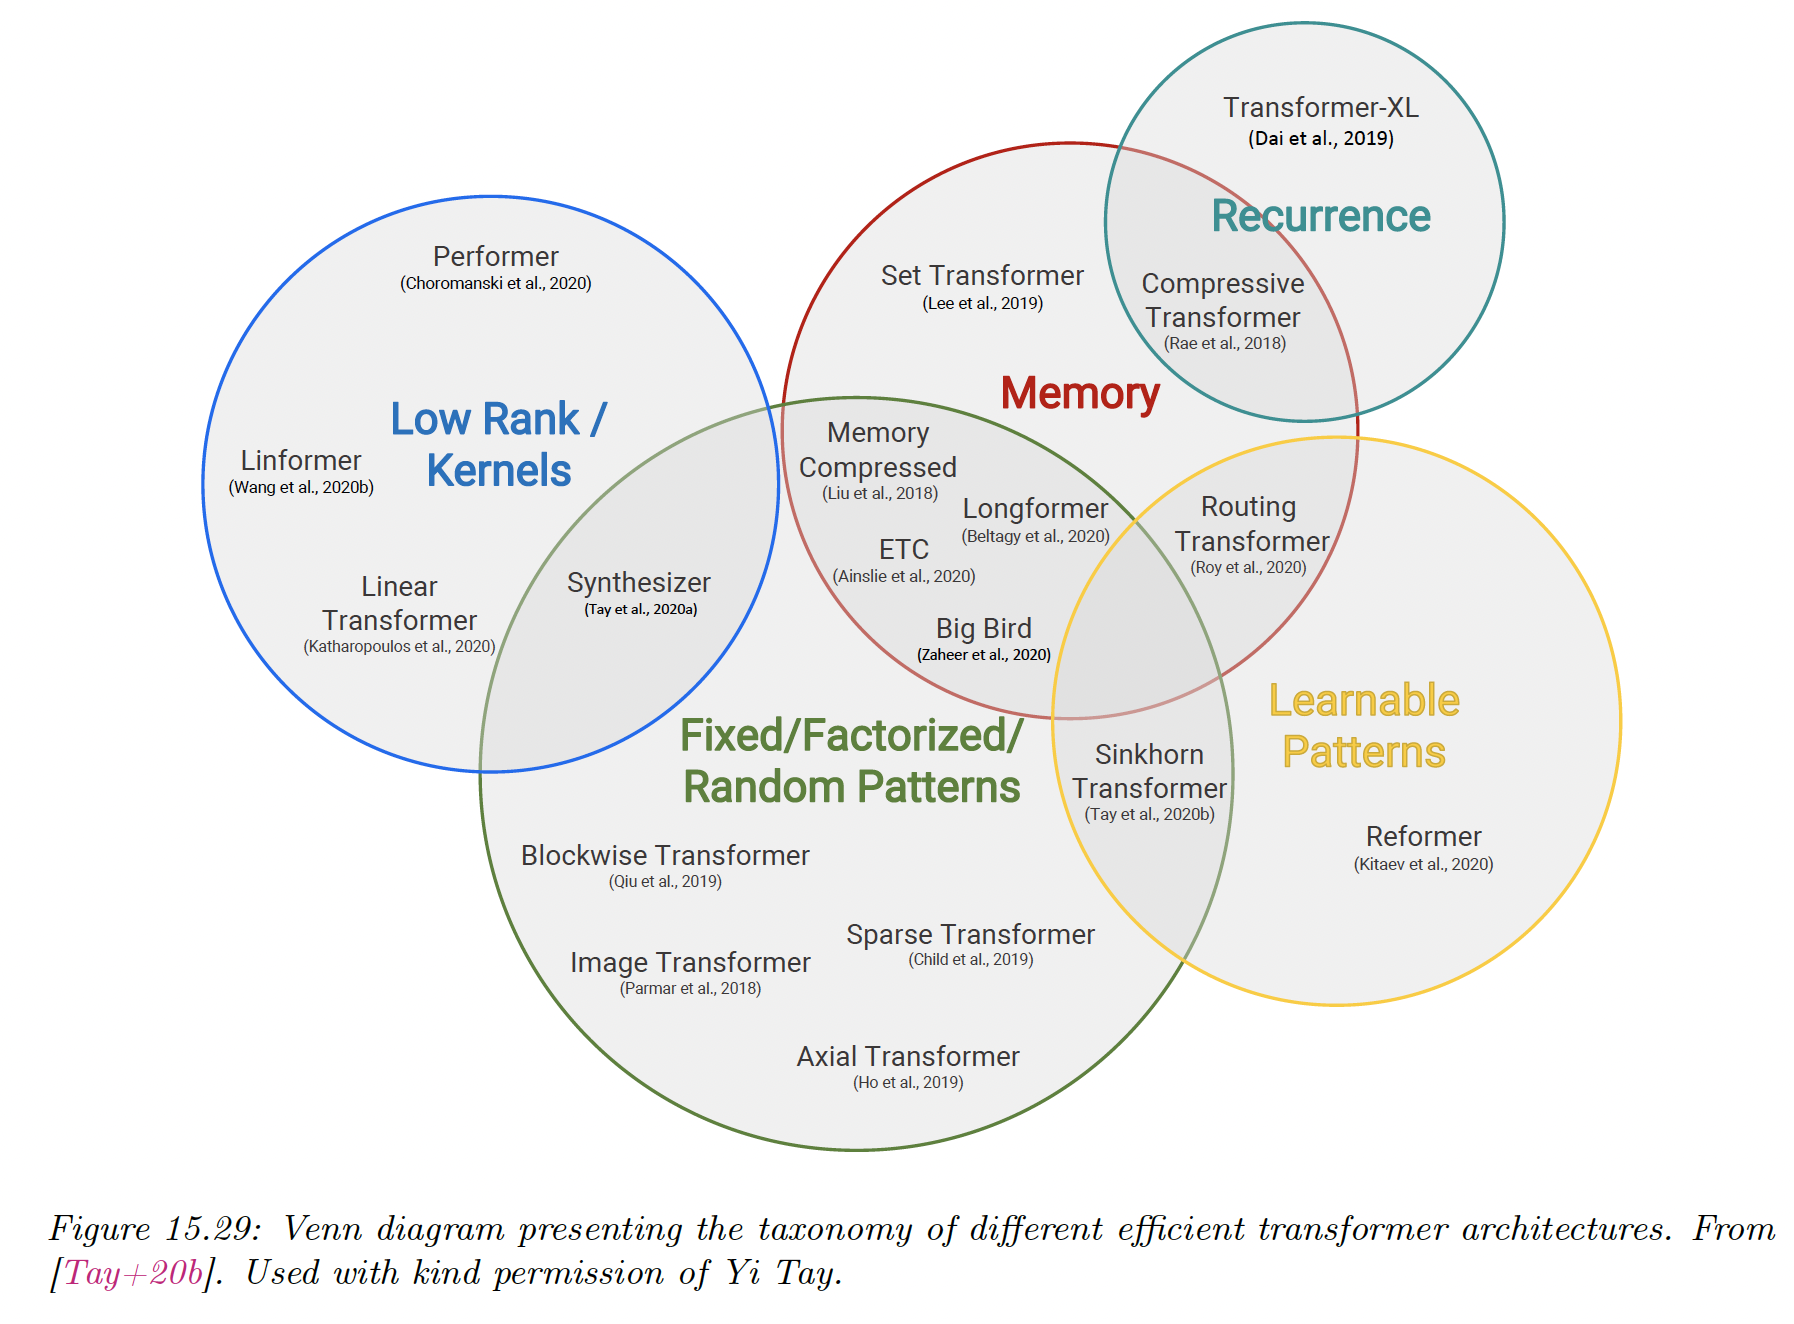 Transformer-XL
(Dai et al., 2019)
Recurrence
Performer
(Choromanski et al., 2020)
Set Transformer
(Lee et al., 2019)
Compressive
Transformer
(Rae et al., 2018)
Memory
Low Rank /
Kernels
Linformer
(Wang et al., 2020b)
Memory
Compressed
(Liu et al., 2018)
Longformer
(Beltagy et al., 2020)
Routing
Transformer
(Roy et al., 2020)
ETC
(Ainslie et al., 2020)
Linear
Transformer
(Katharopoulos et al., 2020)
Synthesizer
(Tay et al., 2020a)
Big Bird
(Zaheer et al., 2020)
Learnable
Patterns
Fixed/Factorized/
Random Patterns
Sinkhorn
Transformer
(Tay et al., 2020b)
Reformer
(Kitaev et al., 2020)
Blockwise Transformer
(Qiu et al., 2019)
Sparse Transformer
(Child et al., 2019)
Image Transformer
(Parmar et al., 2018)
Axial Transformer
(Ho et al., 2019)
Figure 15.29: Venn diagram presenting the taxonomy of different efficient transformer architectures. From
[Tay+20b]. Used with kind permission of Yi Tay.